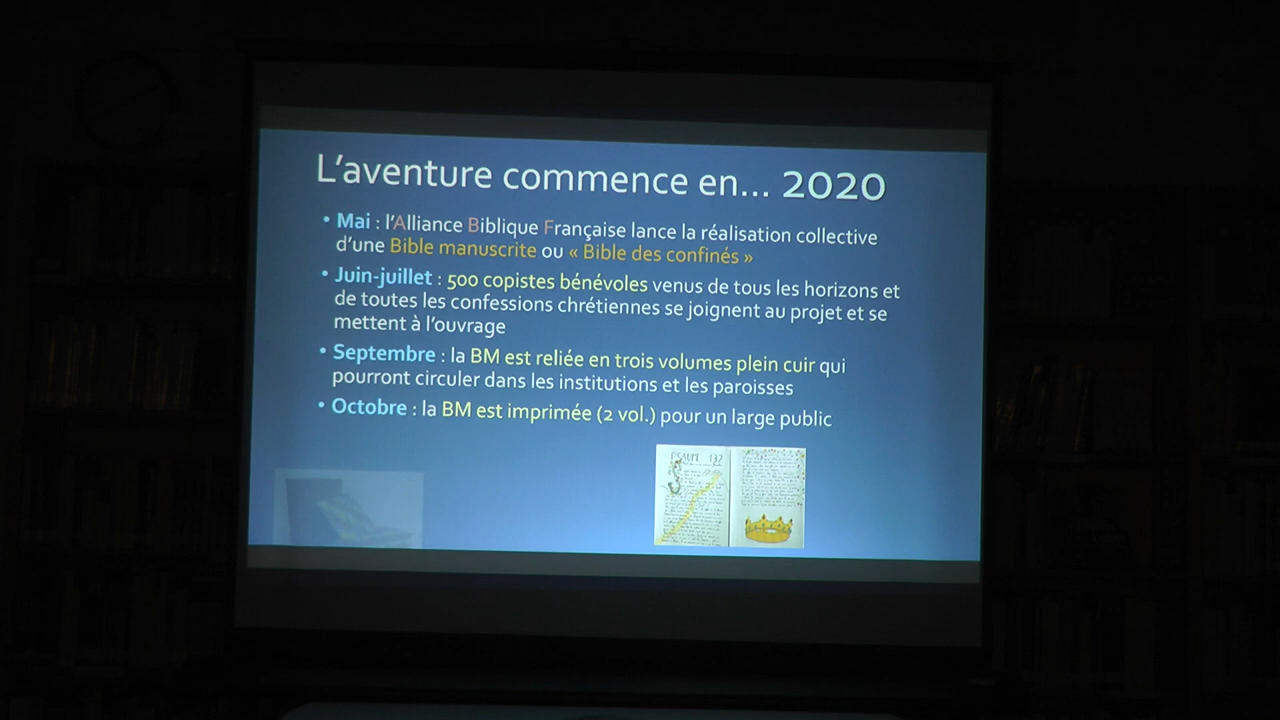 L'aventure commence en... 2020
• Mai : l'Alliance Biblique Française lance la réalisation collective
d'une Bible manuscrite ou « Bible des confinés »
• Juin-juillet : 500 copistes bénévoles venus de tous les horizons et
de toutes les confessions chrétiennes se joignent au projet et se
mettent à l'ouvrage
• Septembre : la BM est reliée en trois volumes plein cuir qui
pourront circuler dans les institutions et les paroisses
• Octobre : la BM est imprimée (2 vol.) pour un large public
PSAUME 132